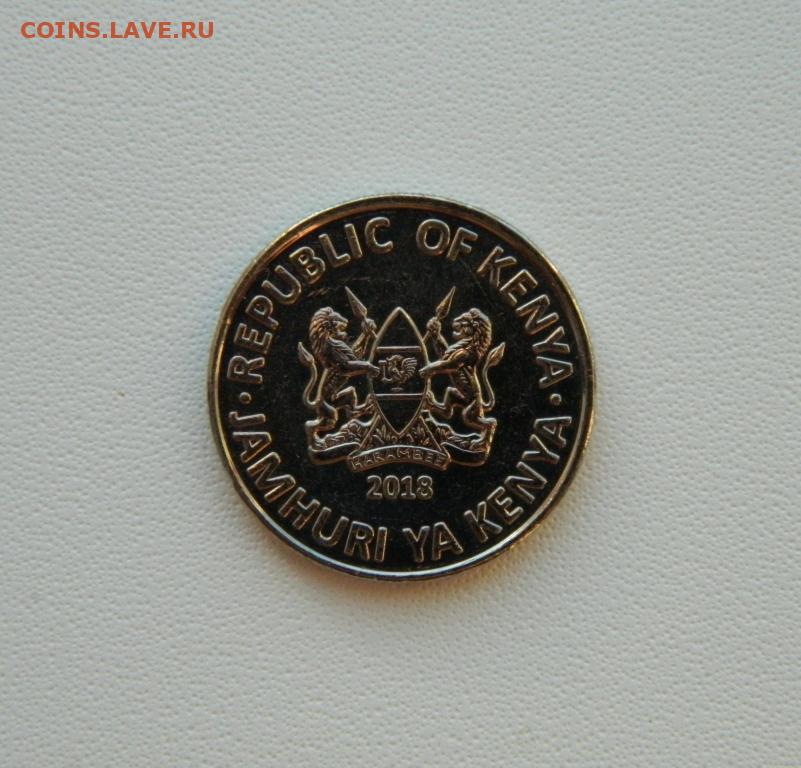 COINS.LAVE.RU
· REPUBLIC OF KENYA ·
HARAMBEE
2018
JAMHURI YA KENYA